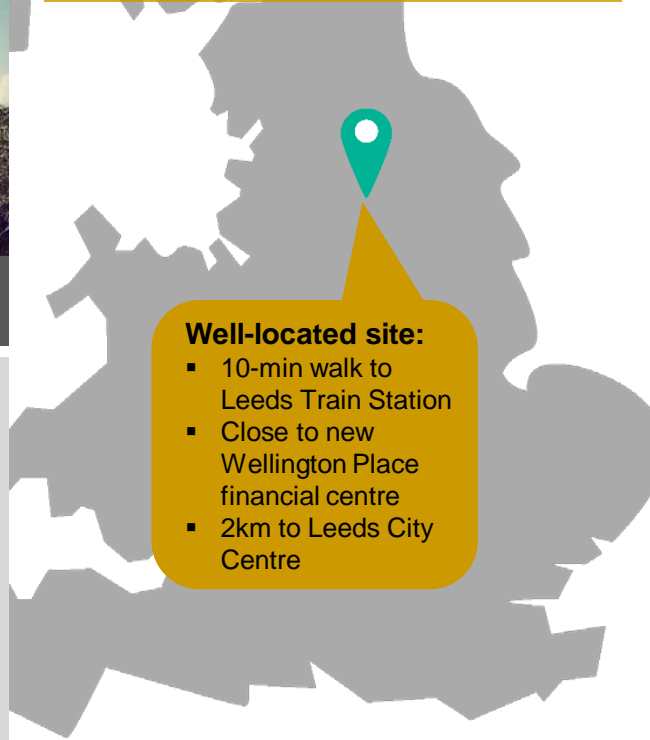 Well-located site:
▪ 10-min walk to
Leeds Train Station
▪ Close to new
Wellington Place
financial centre
▪ 2km to Leeds City
Centre